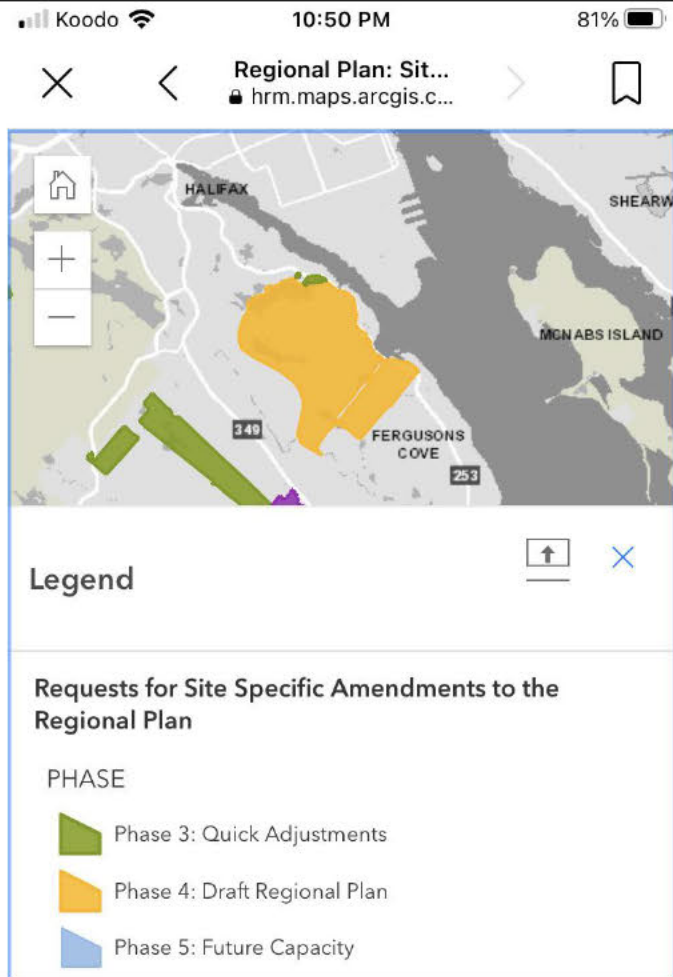 Koodo 10:50 PM 81%
Regional Plan: Sit...
hrm.maps.arcgis.c...
HALIFAX
SHEARW
MCNABS ISLAND
349
FERGUSONS
COVE
253
Legend
Requests for Site Specific Amendments to the
Regional Plan
PHASE
Phase 3: Quick Adjustments
Phase 4: Draft Regional Plan
Phase 5: Future Capacity